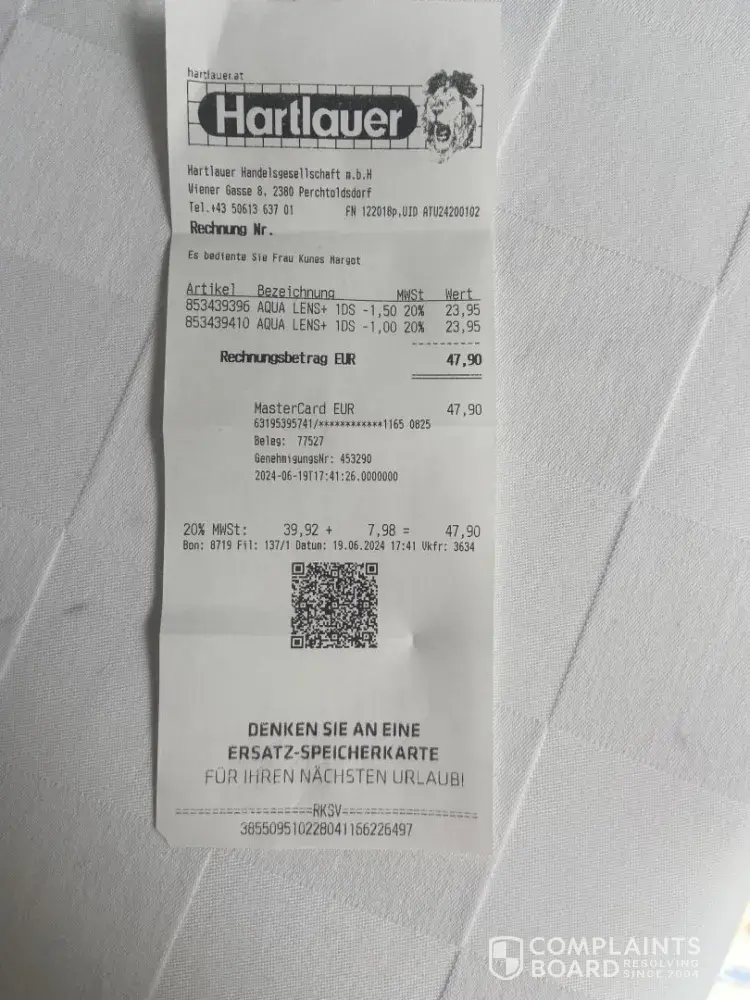 hartlauer.at
Hartlauer
Hartlauer Handelsgesellschaft m.b.H
Wiener Gasse 8, 2380 Perchtoldsdorf
Tel.+43 50613 637 01 FN 122018p,UID ATU24200102
Rechnung Nr.
Es bediente Sie Frau Kunes Margot
Artikel Bezeichnung MWSt Wert
853439396 AQUA LENS+ 1DS -1,50 20% 23,95
853439410 AQUA LENS+ 1DS -1,00 20% 23,95
Rechnungsbetrag EUR 47,90
MasterCard EUR 47,90
63195395741/************1165 0825
Beleg: 77527
GenehmigungsNr: 453290
2024-06-19T17:41:26.0000000
20% MWSt: 39,92 + 7,98 = 47,90
Bon: 8719 Fil: 137/1 Datum: 19.06.2024 17:41 Vkfr: 3634
DENKEN SIE AN EINE
ERSATZ-SPEICHERKARTE
FÜR IHREN NÄCHSTEN URLAUB!
====================RKSV====================
385509510228041166226497
COMPLAINTS
BOARD RESOLVING SINCE 2004